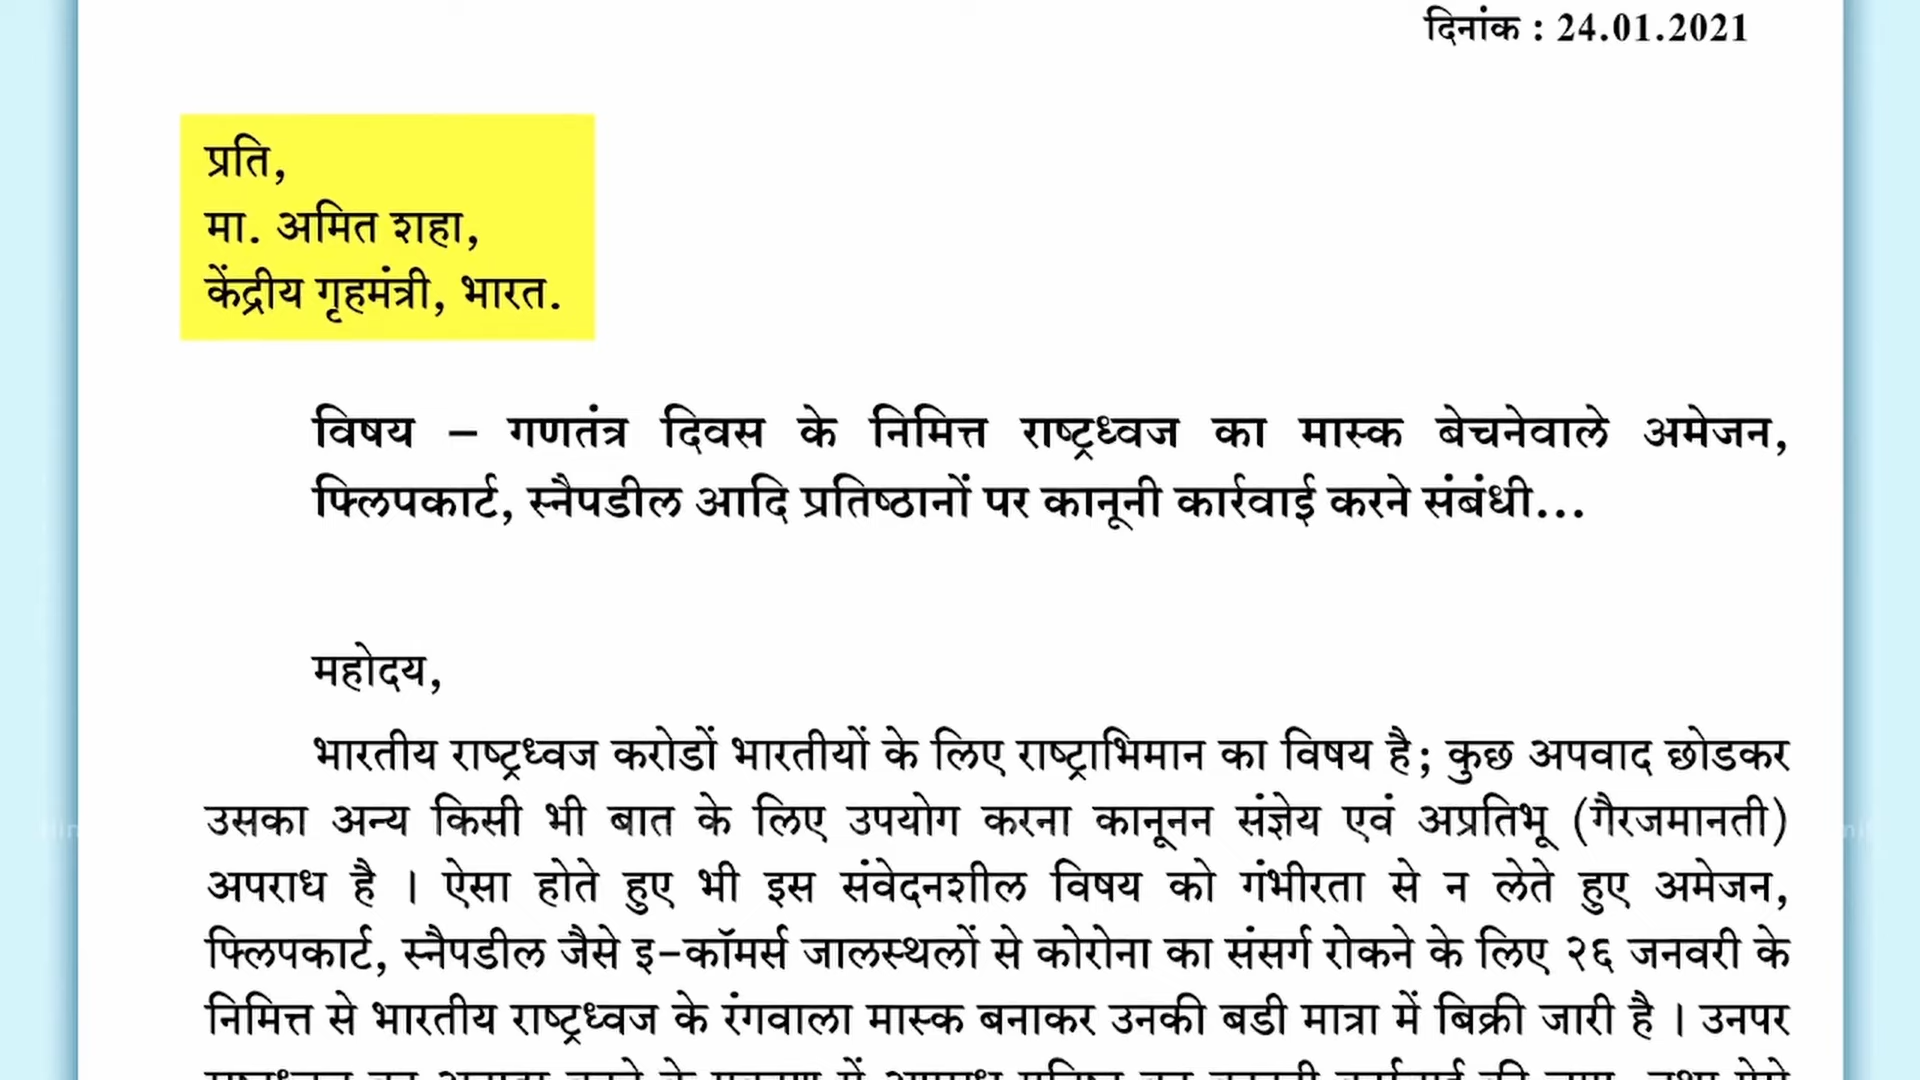 दिनांक : 24.01.2021
प्रति,
मा. अमित शहा,
केंद्रीय गृहमंत्री, भारत.
विषय – गणतंत्र दिवस के निमित्त राष्ट्रध्वज का मास्क बेचनेवाले अमेजन,
फ्लिपकार्ट, स्नैपडील आदि प्रतिष्ठानों पर कानूनी कार्रवाई करने संबंधी...
महोदय,
भारतीय राष्ट्रध्वज करोडों भारतीयों के लिए राष्ट्राभिमान का विषय है; कुछ अपवाद छोडकर
उसका अन्य किसी भी बात के लिए उपयोग करना कानूनन संज्ञेय एवं अप्रतिभू (गैरजमानती)
अपराध है । ऐसा होते हुए भी इस संवेदनशील विषय को गंभीरता से न लेते हुए अमेजन,
फ्लिपकार्ट, स्नैपडील जैसे इ-कॉमर्स जालस्थलों से कोरोना का संसर्ग रोकने के लिए २६ जनवरी के
निमित्त से भारतीय राष्ट्रध्वज के रंगवाला मास्क बनाकर उनकी बडी मात्रा में बिक्री जारी है । उनपर